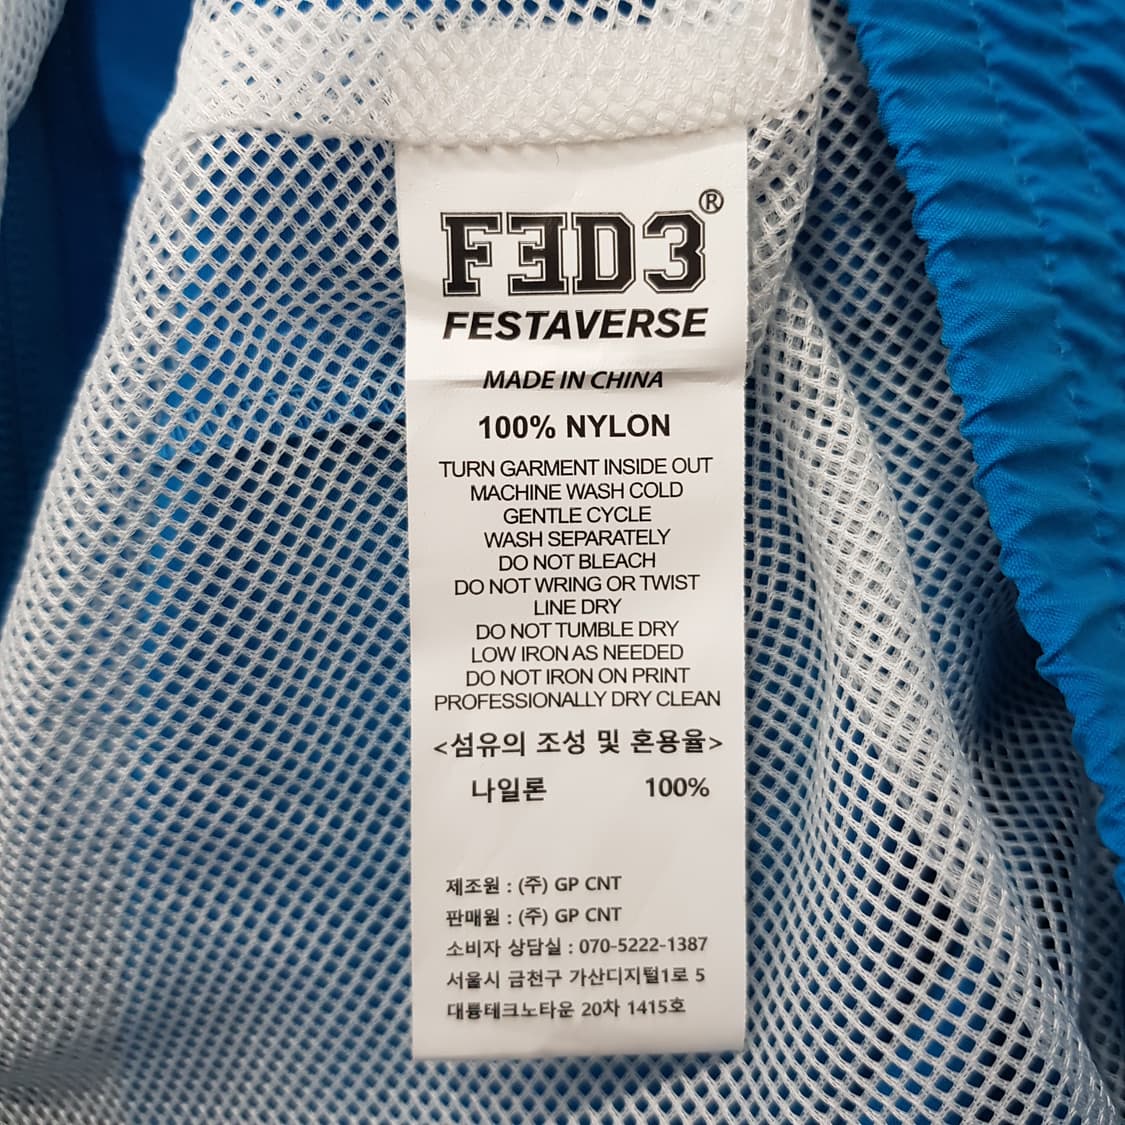 FED3®
FESTAVERSE
MADE IN CHINA
100% NYLON
TURN GARMENT INSIDE OUT
MACHINE WASH COLD
GENTLE CYCLE
WASH SEPARATELY
DO NOT BLEACH
DO NOT WRING OR TWIST
LINE DRY
DO NOT TUMBLE DRY
LOW IRON AS NEEDED
DO NOT IRON ON PRINT
PROFESSIONALLY DRY CLEAN
<섬유의 조성 및 혼용율>
나일론 100%
제조원 : (주) GP CNT
판매원 : (주) GP CNT
소비자 상담실 : 070-5222-1387
서울시 금천구 가산디지털1로 5
대륭테크노타운 20차 1415호